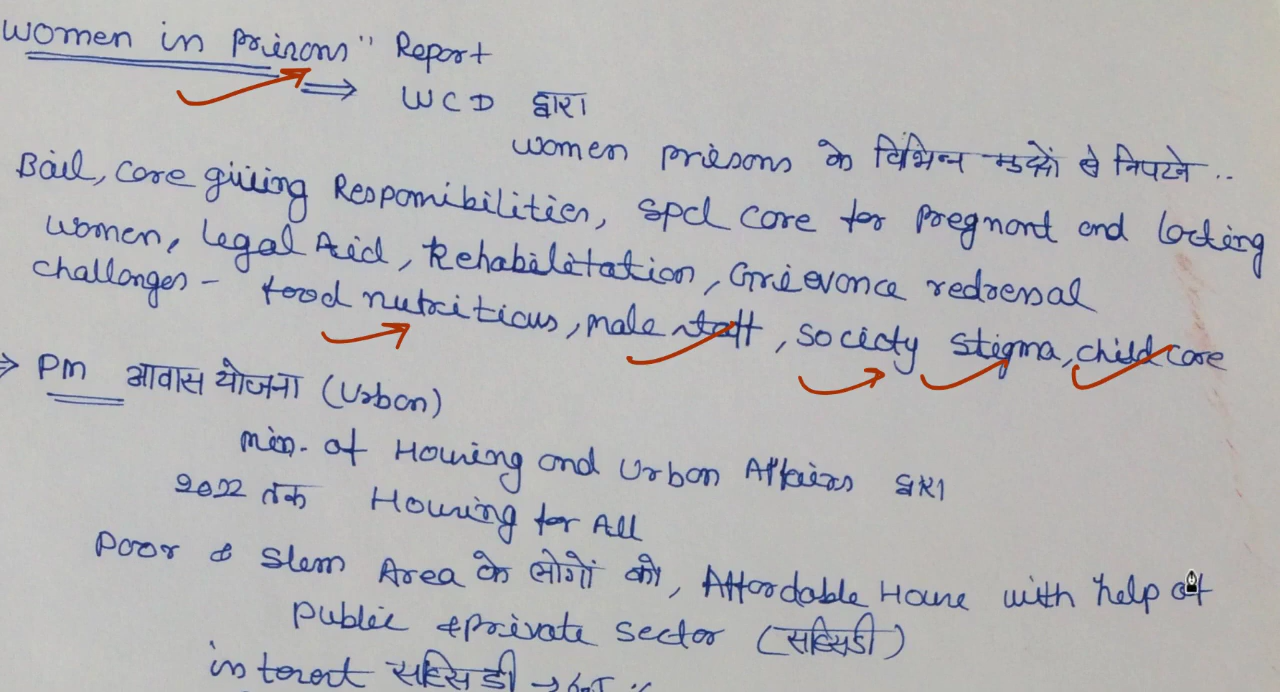 Women in Prisons" Report
⇒ WCD द्वारा
women prisons के विभिन्न मुद्दों से निपटने ..
Bail, care giving Responsibilities, spcl care for pregnant and lacting
women, Legal Aid, Rehabilitation, Grievance redressal
challenges - food nutritious, male staff, society stigma, child care
⇒ PM आवास योजना (Urban)
min. of Housing and Urban Affairs द्वारा
2022 तक Housing for All
Poor & Slum Area के लोगों को, Affordable House with help of
Public & private sector (सब्सिडी)
interest सब्सिडी →